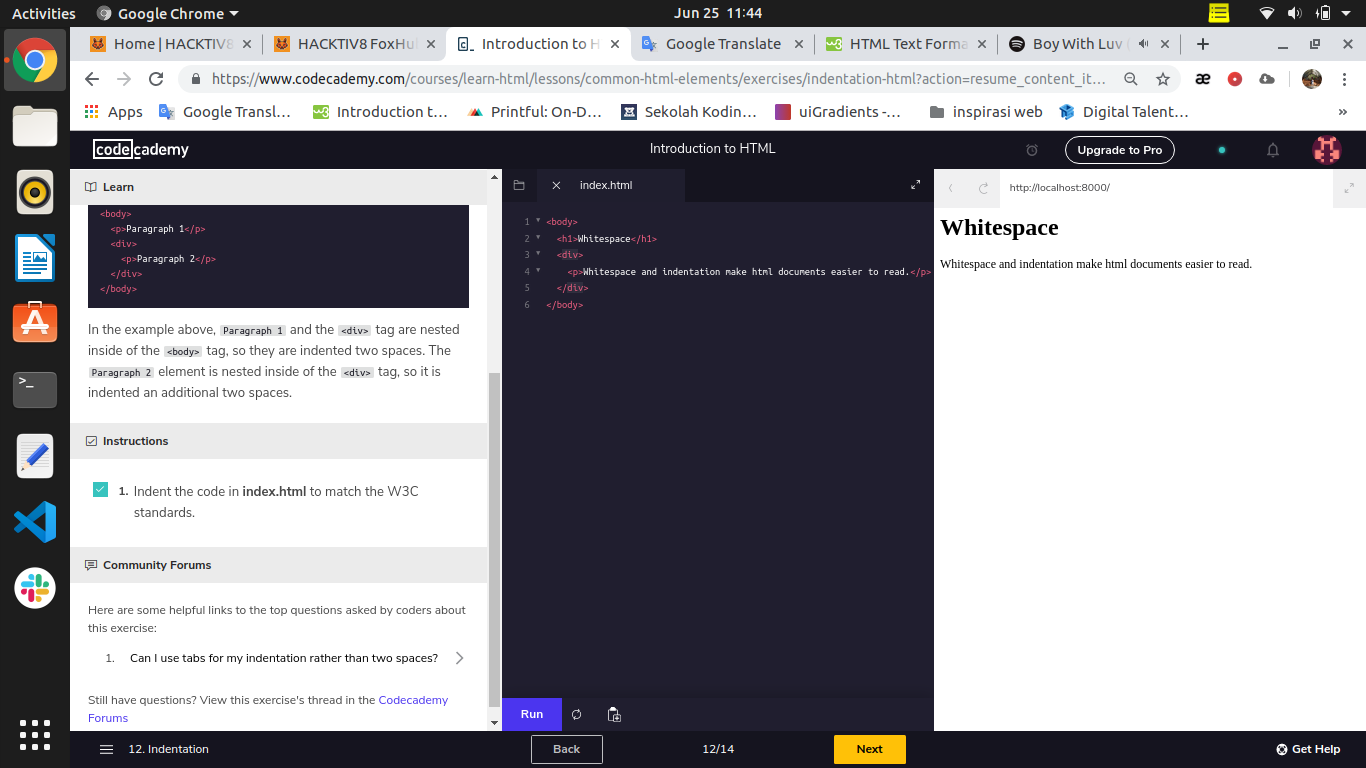 Activities
Google Chrome
Jun 25 11:44
Home | HACKTIV8
HACKTIV8 FoxHu
Introduction to H
Google Translate
HTML Text Forma
Boy With Luv (
https://www.codecademy.com/courses/learn-html/lessons/common-html-elements/exercises/indentation-html?action=resume_content_it...
æ
Apps
Google Transl...
Introduction t...
Printful: On-D...
Sekolah Kodin...
uiGradients -...
inspirasi web
Digital Talent...
»
codecademy
Introduction to HTML
Upgrade to Pro
Learn
<body>
<p>Paragraph 1</p>
<div>
<p>Paragraph 2</p>
</div>
</body>
In the example above, Paragraph 1 and the <div> tag are nested
inside of the <body> tag, so they are indented two spaces. The
Paragraph 2 element is nested inside of the <div> tag, so it is
indented an additional two spaces.
Instructions
1. Indent the code in index.html to match the W3C
standards.
Community Forums
Here are some helpful links to the top questions asked by coders about
this exercise:
1. Can I use tabs for my indentation rather than two spaces?
Still have questions? View this exercise's thread in the Codecademy
Forums
index.html
1 <body>
2 <h1>Whitespace</h1>
3 <div>
4 <p>Whitespace and indentation make html documents easier to read.</p>
5 </div>
6 </body>
Run
http://localhost:8000/
Whitespace
Whitespace and indentation make html documents easier to read.
12. Indentation
Back
12/14
Next
Get Help